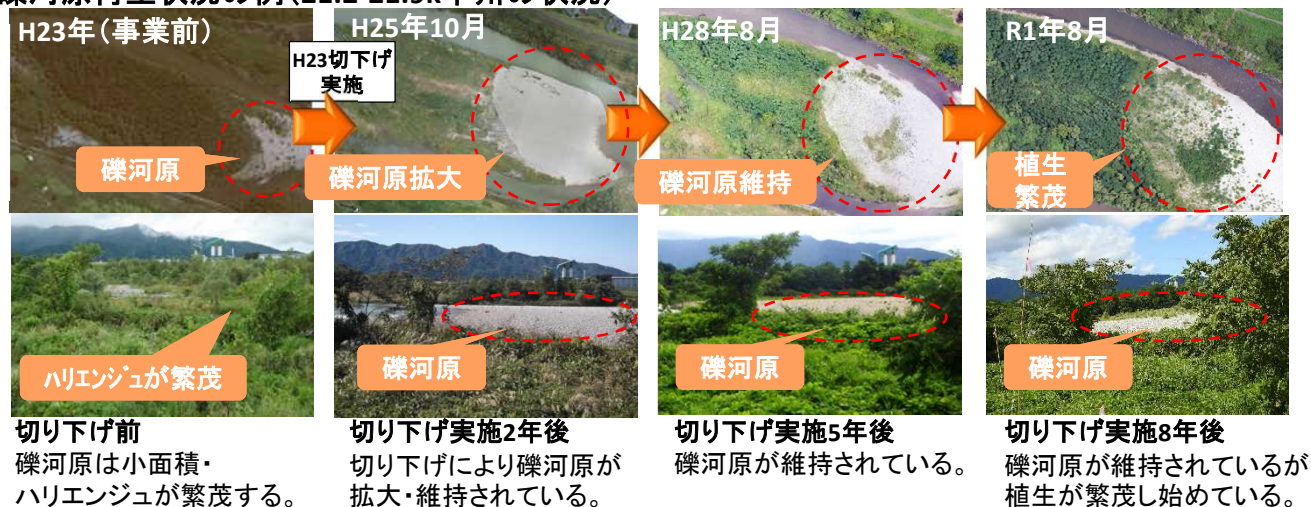 H23年(事業前)
H23切下げ
実施
礫河原
ハリエンジュが繁茂
切り下げ前
礫河原は小面積・
ハリエンジュが繁茂する。
H25年10月
礫河原拡大
礫河原
切り下げ実施2年後
切り下げにより礫河原が
拡大・維持されている。
H28年8月
礫河原維持
礫河原
切り下げ実施5年後
礫河原が維持されている。
R1年8月
植生
繁茂
礫河原
切り下げ実施8年後
礫河原が維持されているが
植生が繁茂し始めている。